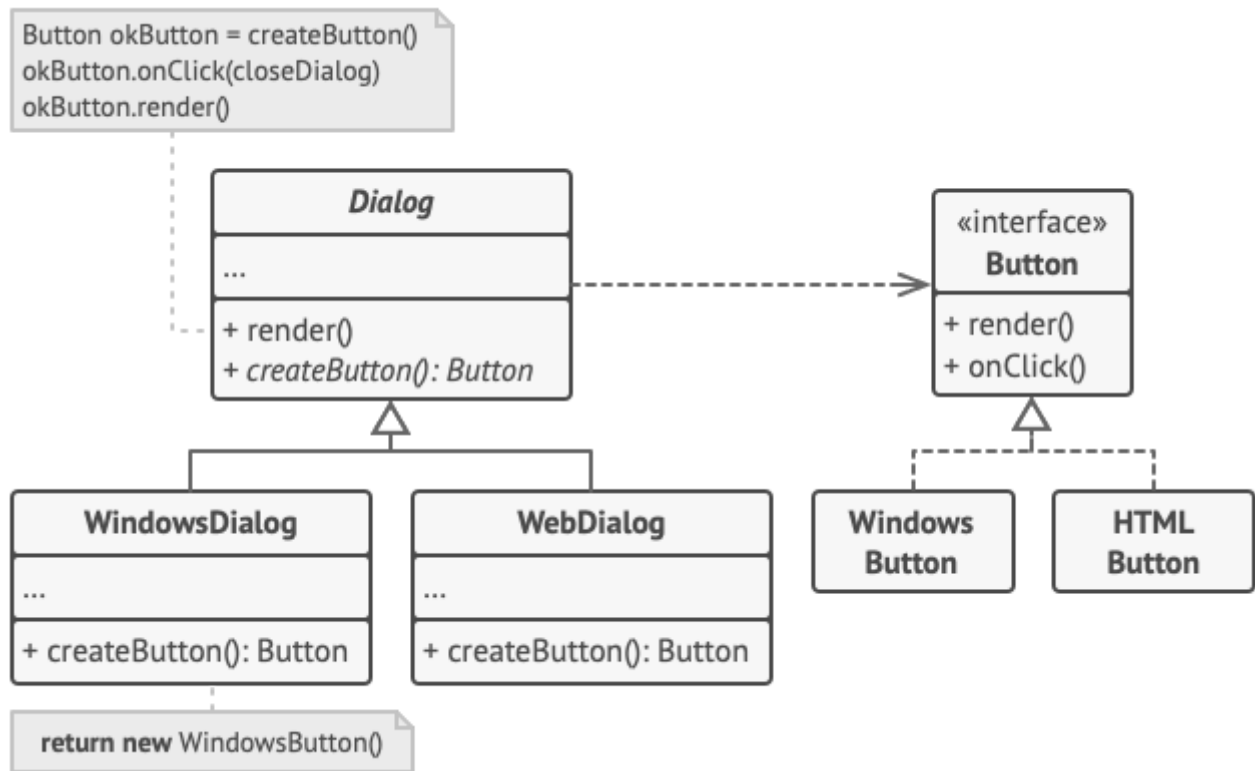 Button okButton = createButton()
okButton.onClick(closeDialog)
okButton.render()
Dialog
...
+ render()
+ createButton(): Button
«interface»
Button
+ render()
+ onClick()
WindowsDialog
...
+ createButton(): Button
WebDialog
...
+ createButton(): Button
Windows
Button
HTML
Button
return new WindowsButton()